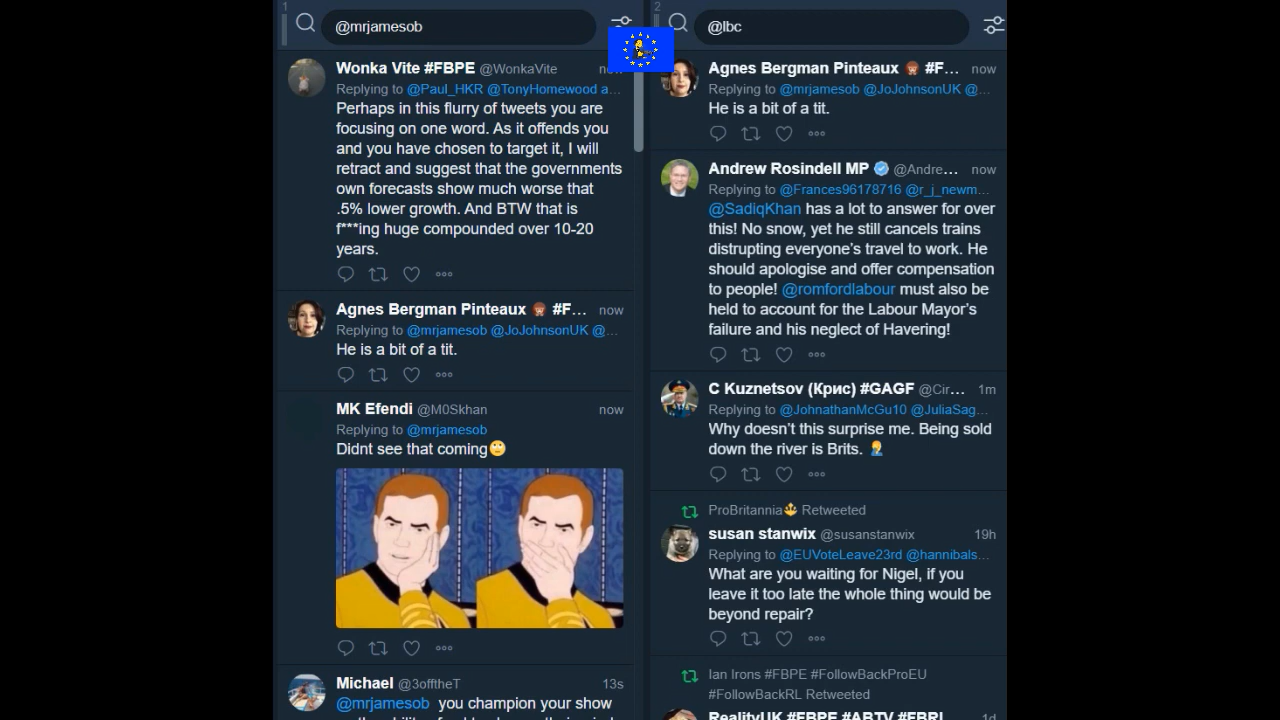 1
@mrjamesob
Wonka Vite #FBPE @WonkaVite now
Replying to @Paul_HKR @TonyHomewood a...
Perhaps in this flurry of tweets you are
focusing on one word. As it offends you
and you have chosen to target it, I will
retract and suggest that the governments
own forecasts show much worse that
.5% lower growth. And BTW that is
f***ing huge compounded over 10-20
years.
Agnes Bergman Pinteaux #F... now
Replying to @mrjamesob @JoJohnsonUK @...
He is a bit of a tit.
MK Efendi @M0Skhan now
Replying to @mrjamesob
Didnt see that coming🙄
Michael @3offtheT 13s
@mrjamesob you champion your show
2
@lbc
Agnes Bergman Pinteaux #F... now
Replying to @mrjamesob @JoJohnsonUK @...
He is a bit of a tit.
Andrew Rosindell MP @Andre... now
Replying to @Frances96178716 @r_j_newm...
@SadiqKhan has a lot to answer for over
this! No snow, yet he still cancels trains
distrupting everyone's travel to work. He
should apologise and offer compensation
to people! @romfordlabour must also be
held to account for the Labour Mayor's
failure and his neglect of Havering!
C Kuznetsov (Крис) #GAGF @Cir... 1m
Replying to @JohnathanMcGu10 @JuliaSag...
Why doesn't this surprise me. Being sold
down the river is Brits. 🤦‍♂️
ProBritannia🔱 Retweeted
susan stanwix @susanstanwix 19h
Replying to @EUVoteLeave23rd @hannibals...
What are you waiting for Nigel, if you
leave it too late the whole thing would be
beyond repair?
Ian Irons #FBPE #FollowBackProEU
#FollowBackRL Retweeted
RealityUK #FBPE #ABTV #FBRL 1d